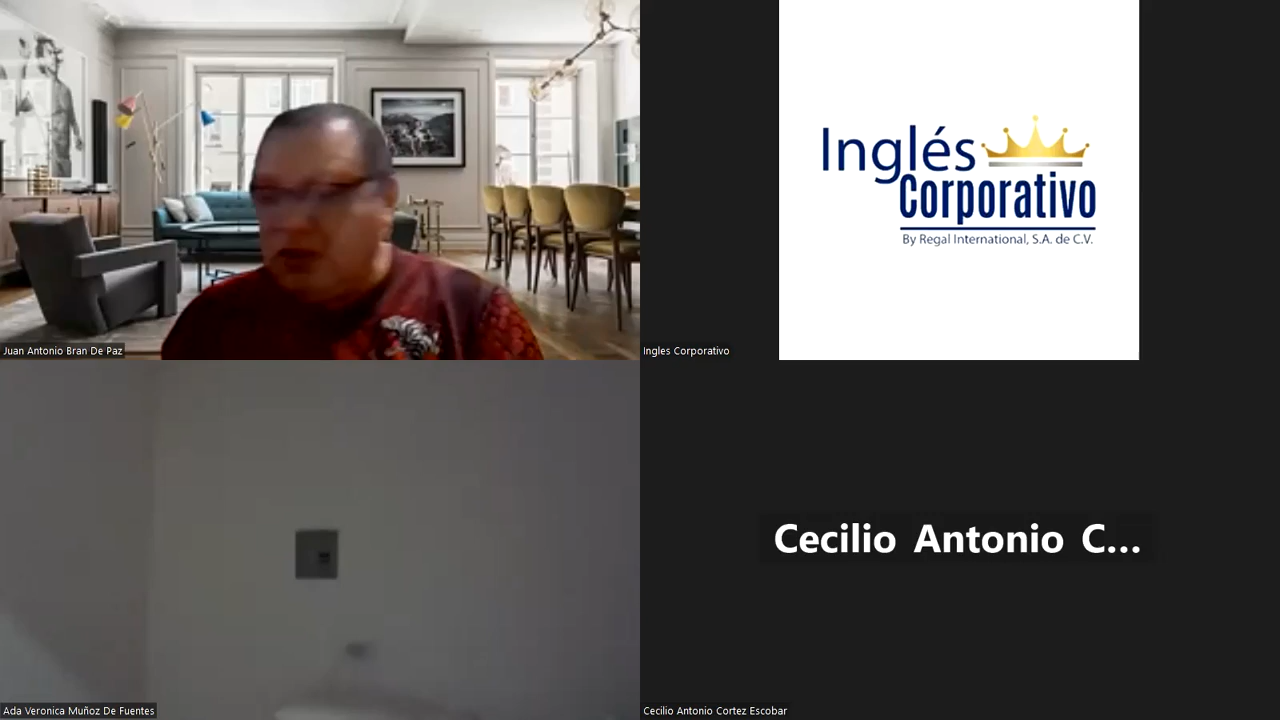 Inglés
Corporativo
By Regal International, S.A. de C.V.
Juan Antonio Bran De Paz
Ingles Corporativo
Cecilio Antonio C...
Ada Veronica Muñoz De Fuentes
Cecilio Antonio Cortez Escobar